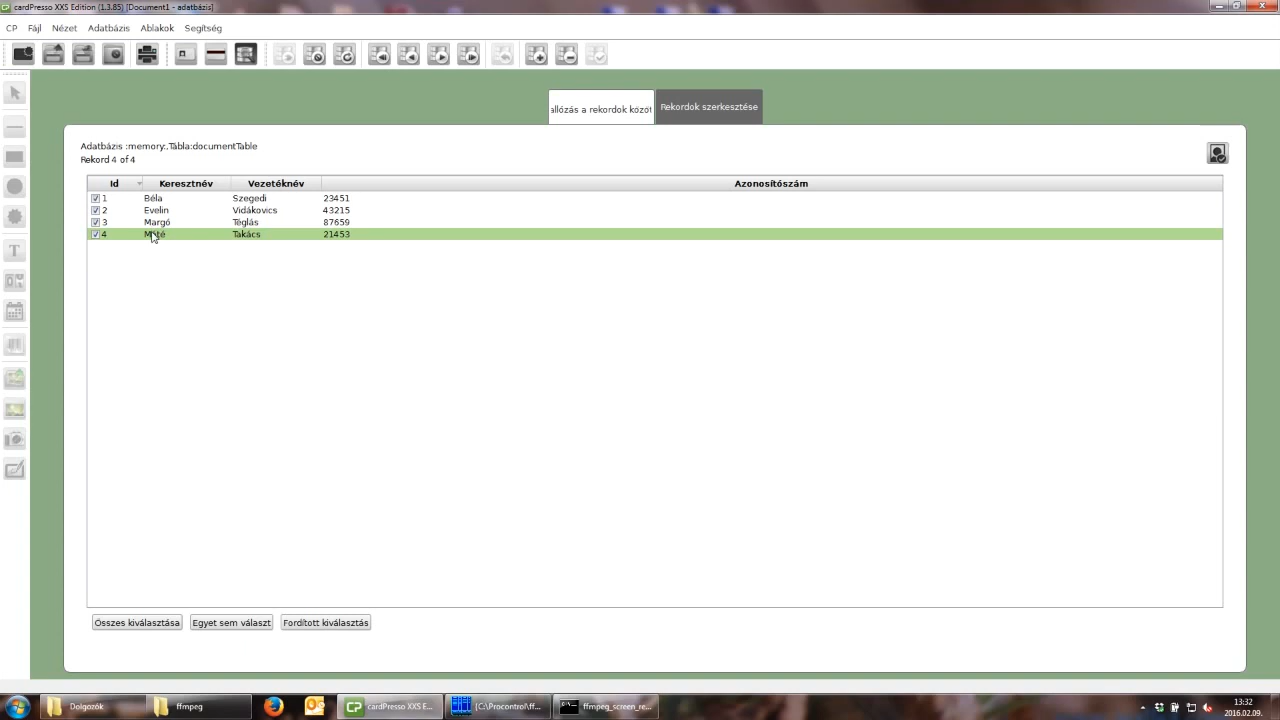 cardPresso XXS Edition (1.3.85) [Document1 - adatbázis]
CP Fájl Nézet Adatbázis Ablakok Segítség
allózás a rekordok közöt Rekordok szerkesztése
Adatbázis :memory:,Tábla:documentTable
Rekord 4 of 4
Id Keresztnév Vezetéknév Azonosítószám
1 Béla Szegedi 23451
2 Evelin Vidákovics 43215
3 Margó Téglás 87659
4 Máté Takács 21453
Összes kiválasztása Egyet sem választ Fordított kiválasztás
Dolgozók ffmpeg cardPresso XXS E... [C:\Procontrol\ff... ffmpeg_screen_re...
13:32
2016.02.09.